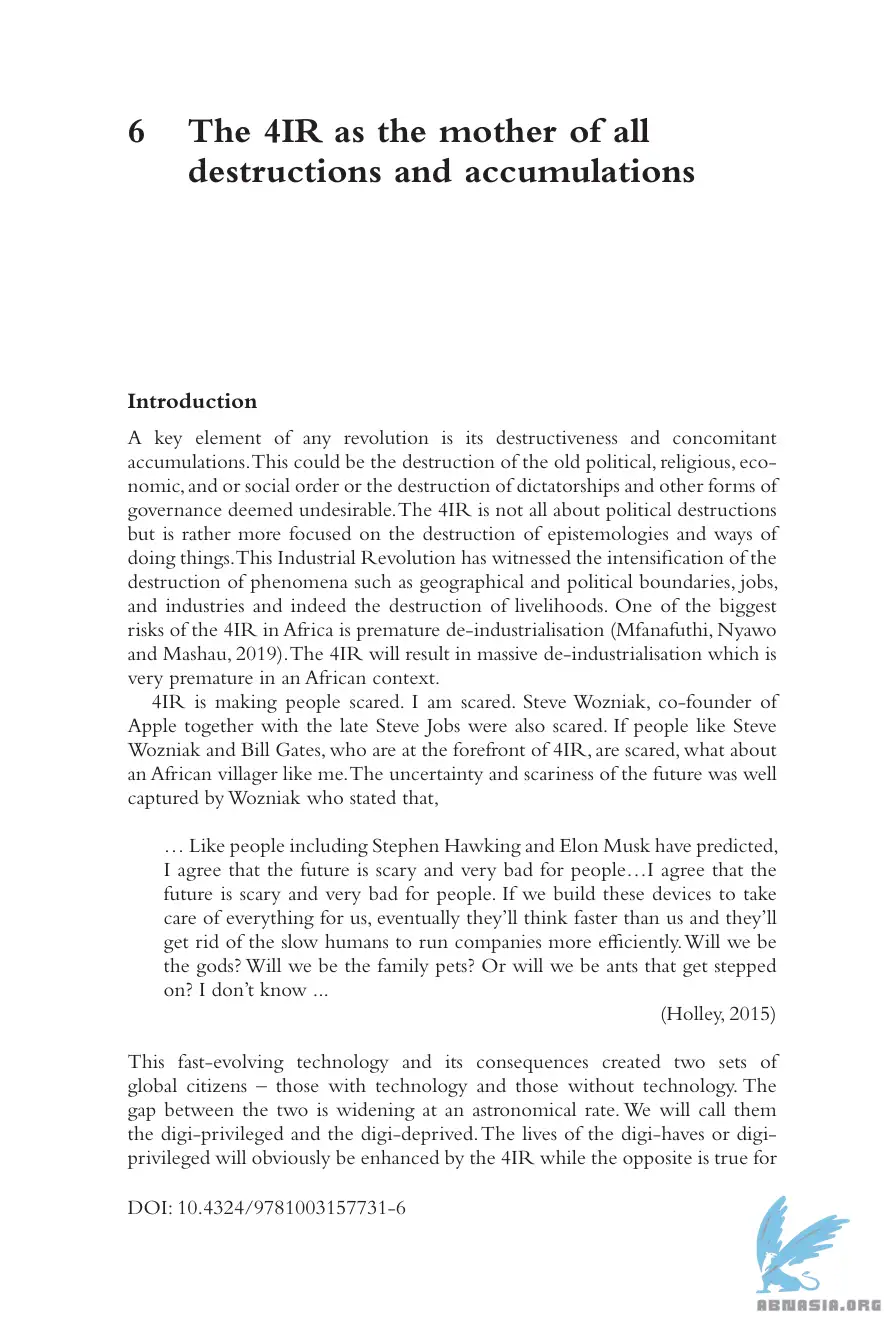 6 The 4IR as the mother of all
destructions and accumulations
Introduction
A key element of any revolution is its destructiveness and concomitant
accumulations. This could be the destruction of the old political, religious, eco-
nomic, and or social order or the destruction of dictatorships and other forms of
governance deemed undesirable. The 4IR is not all about political destructions
but is rather more focused on the destruction of epistemologies and ways of
doing things. This Industrial Revolution has witnessed the intensification of the
destruction of phenomena such as geographical and political boundaries, jobs,
and industries and indeed the destruction of livelihoods. One of the biggest
risks of the 4IR in Africa is premature de-industrialisation (Mfanafuthi, Nyawo
and Mashau, 2019). The 4IR will result in massive de-industrialisation which is
very premature in an African context.
4IR is making people scared. I am scared. Steve Wozniak, co-founder of
Apple together with the late Steve Jobs were also scared. If people like Steve
Wozniak and Bill Gates, who are at the forefront of 4IR, are scared, what about
an African villager like me. The uncertainty and scariness of the future was well
captured by Wozniak who stated that,
… Like people including Stephen Hawking and Elon Musk have predicted,
I agree that the future is scary and very bad for people…I agree that the
future is scary and very bad for people. If we build these devices to take
care of everything for us, eventually they’ll think faster than us and they’ll
get rid of the slow humans to run companies more efficiently. Will we be
the gods? Will we be the family pets? Or will we be ants that get stepped
on? I don’t know ...
(Holley, 2015)
This fast-evolving technology and its consequences created two sets of
global citizens – those with technology and those without technology. The
gap between the two is widening at an astronomical rate. We will call them
the digi-privileged and the digi-deprived. The lives of the digi-haves or digi-
privileged will obviously be enhanced by the 4IR while the opposite is true for
DOI: 10.4324/9781003157731-6
ABNASIA.ORG